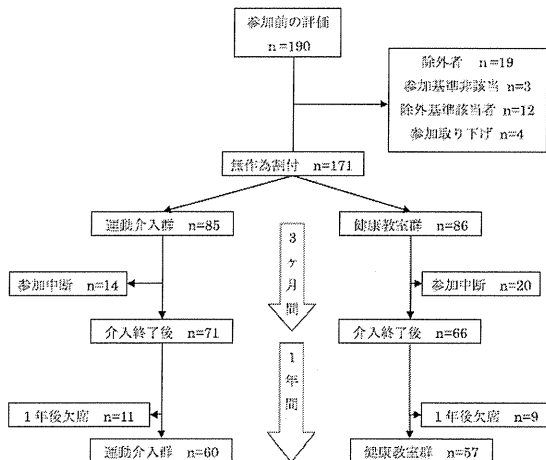 参加前の評価
n=190
除外者 n=19
参加基準非該当 n=3
除外基準該当者 n=12
参加取り下げ n=4
無作為割付 n=171
運動介入群 n=85
健康教室群 n=86
3ヶ月間
参加中断 n=14
参加中断 n=20
介入終了後 n=71
介入終了後 n=66
1年間
1年後欠席 n=11
1年後欠席 n=9
運動介入群 n=60
健康教室群 n=57